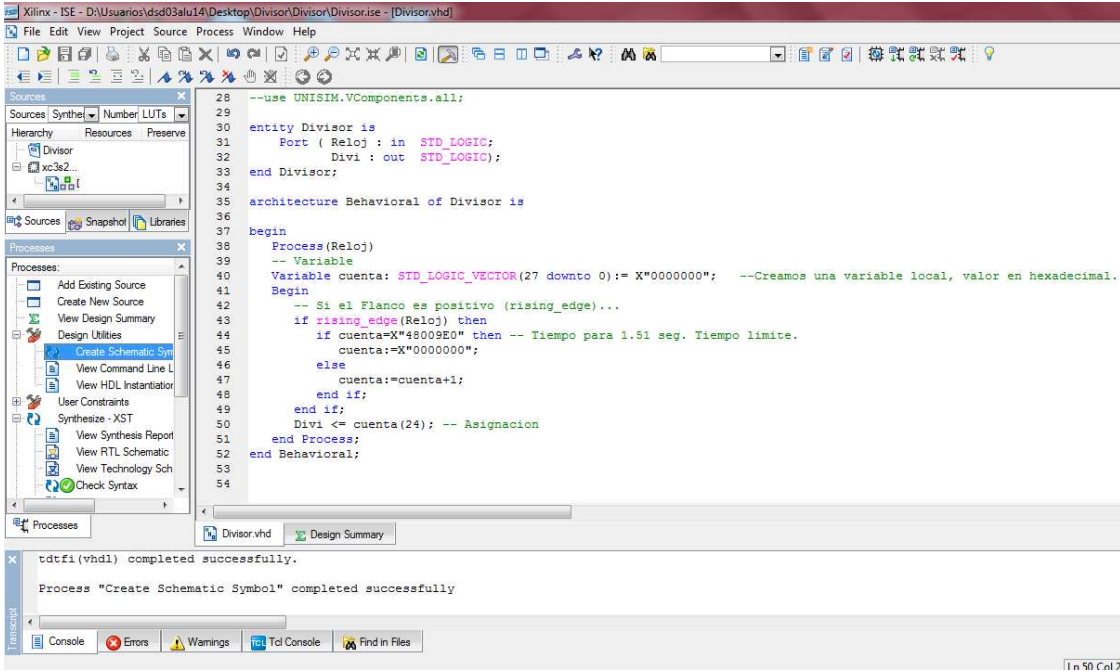 Xilinx - ISE - D:\Usuarios\dsd03alu14\Desktop\Divisor\Divisor\Divisor.ise - [Divisor.vhd]
File Edit View Project Source Process Window Help
Sources
Sources Synthe Number LUTs
Hierarchy Resources Preserve
Divisor
xc3s2...
[
Sources Snapshot Libraries
Processes
Processes:
Add Existing Source
Create New Source
View Design Summary
Design Utilities
Create Schematic Sym
View Command Line L
View HDL Instantiation
User Constraints
Synthesize - XST
View Synthesis Report
View RTL Schematic
View Technology Sch
Check Syntax
Processes
28 --use UNISIM.VComponents.all;
29
30 entity Divisor is
31 Port ( Reloj : in STD_LOGIC;
32 Divi : out STD_LOGIC);
33 end Divisor;
34
35 architecture Behavioral of Divisor is
36
37 begin
38 Process(Reloj)
39 -- Variable
40 Variable cuenta: STD_LOGIC_VECTOR(27 downto 0):= X"0000000"; --Creamos una variable local, valor en hexadecimal.
41 Begin
42 -- Si el Flanco es positivo (rising_edge)...
43 if rising_edge(Reloj) then
44 if cuenta=X"48009E0" then -- Tiempo para 1.51 seg. Tiempo limite.
45 cuenta:=X"0000000";
46 else
47 cuenta:=cuenta+1;
48 end if;
49 end if;
50 Divi <= cuenta(24); -- Asignacion
51 end Process;
52 end Behavioral;
53
54
Divisor.vhd Design Summary
tdtfi(vhdl) completed successfully.
Process "Create Schematic Symbol" completed successfully
Transcript
Console Errors Warnings Tcl Console Find in Files
Ln 50 Col 2